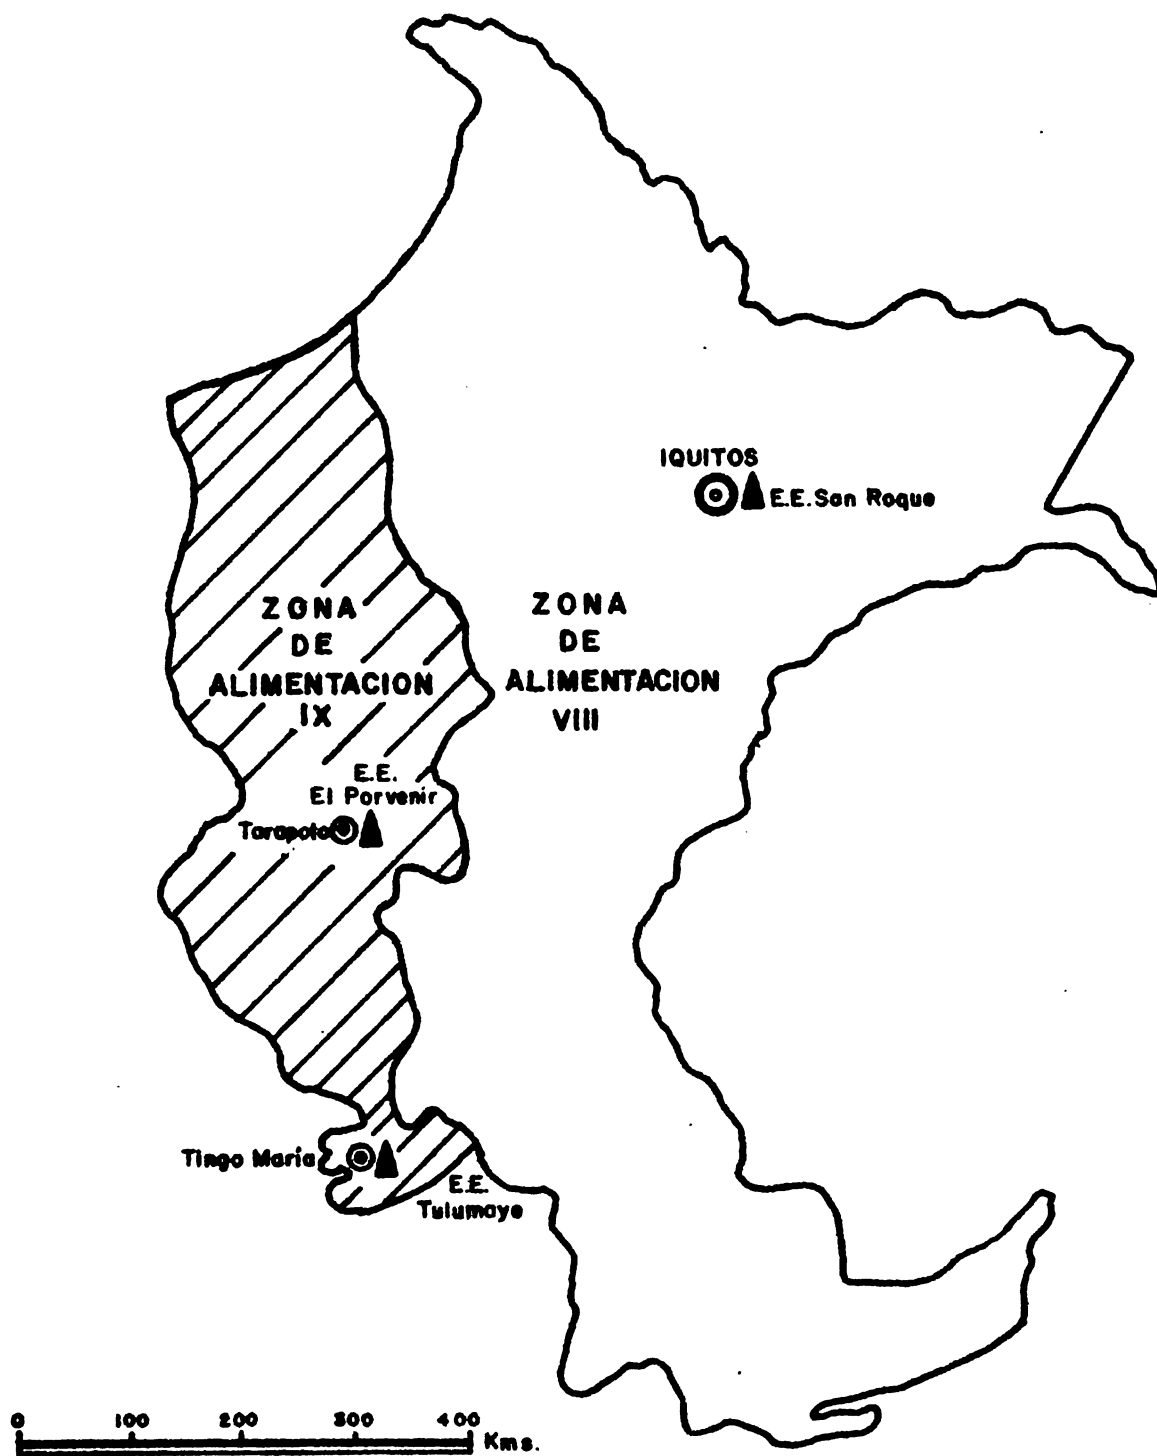 IQUITOS
E.E. San Roque
ZONA
DE
ALIMENTACION
IX
ZONA
DE
ALIMENTACION
VIII
E.E.
El Porvenir
Tarapoto
Tingo María
E.E.
Tulumayo
0 100 200 300 400 Kms.